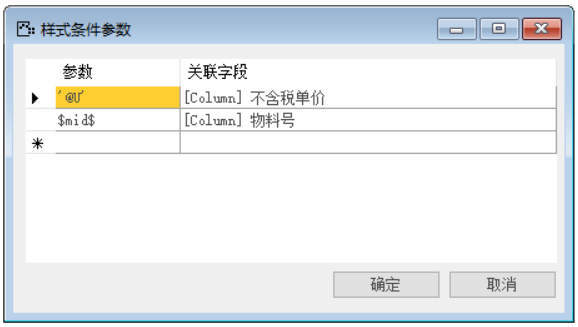 样式条件参数
参数 关联字段
'@U' [Column] 不含税单价
$mid$ [Column] 物料号
确定 取消